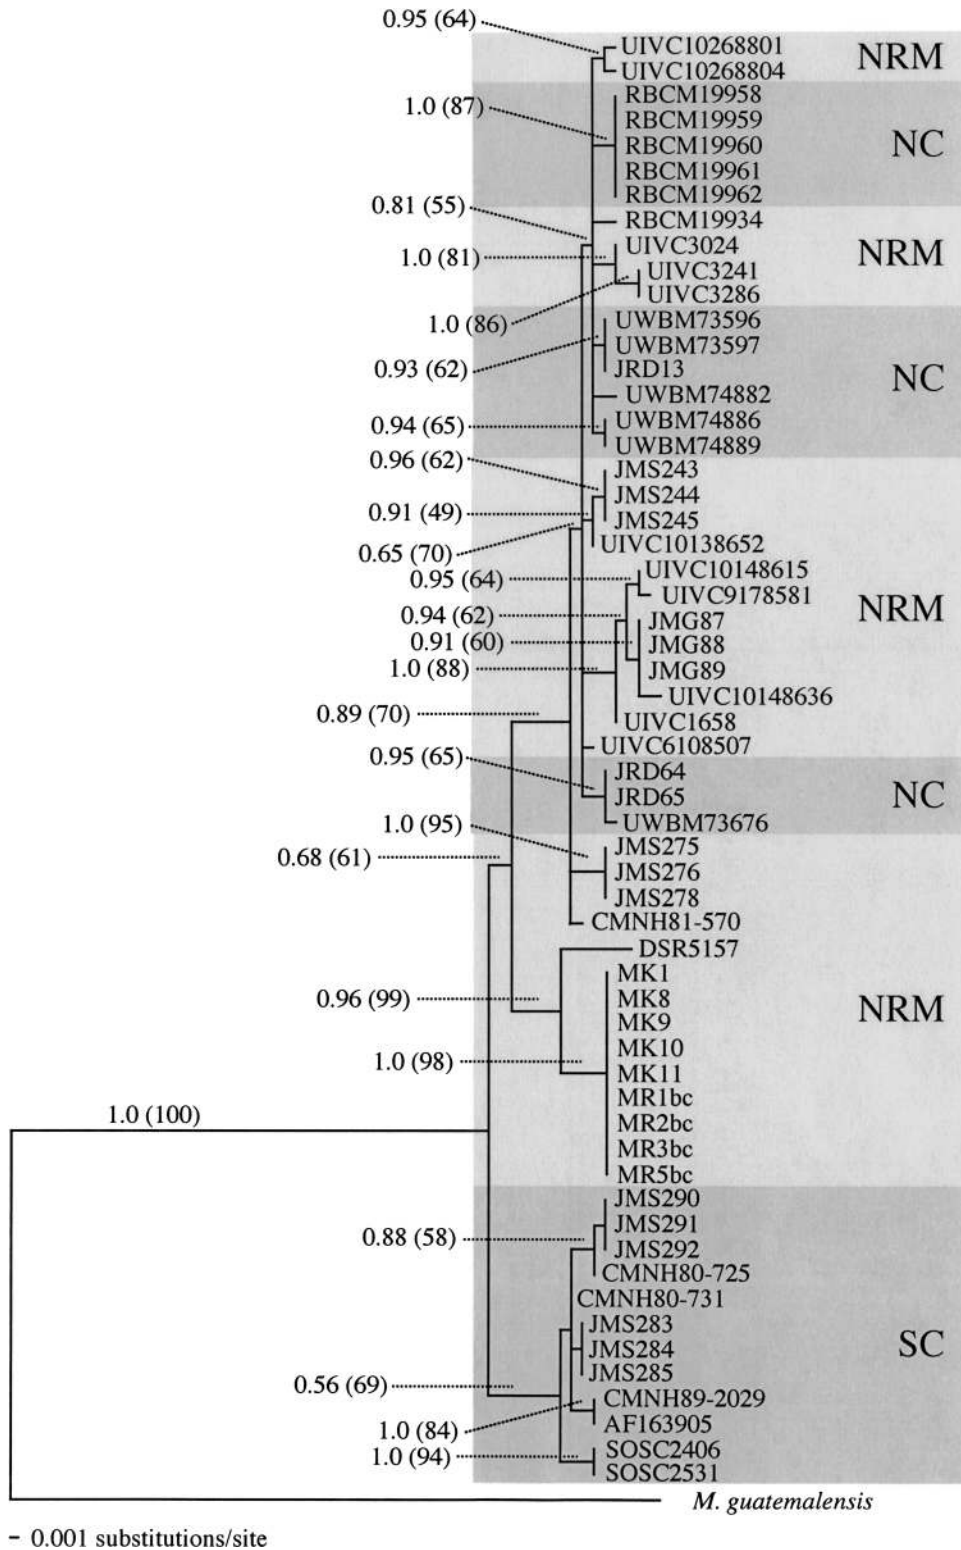 0.95 (64)
UIVC10268801
NRM
UIVC10268804
1.0 (87)
RBCM19958
RBCM19959
RBCM19960
NC
RBCM19961
RBCM19962
0.81 (55)
RBCM19934
1.0 (81)
UIVC3024
NRM
UIVC3241
UIVC3286
1.0 (86)
UWBM73596
UWBM73597
0.93 (62)
JRD13
NC
UWBM74882
0.94 (65)
UWBM74886
UWBM74889
0.96 (62)
JMS243
JMS244
0.91 (49)
JMS245
0.65 (70)
UIVC10138652
0.95 (64)
UIVC10148615
UIVC9178581
NRM
0.94 (62)
JMG87
0.91 (60)
JMG88
1.0 (88)
JMG89
UIVC10148636
0.89 (70)
UIVC1658
UIVC6108507
0.95 (65)
JRD64
JRD65
NC
1.0 (95)
UWBM73676
JMS275
0.68 (61)
JMS276
JMS278
CMNH81-570
DSR5157
MK1
0.96 (99)
MK8
NRM
MK9
MK10
1.0 (98)
MK11
MR1bc
1.0 (100)
MR2bc
MR3bc
MR5bc
JMS290
JMS291
0.88 (58)
JMS292
CMNH80-725
CMNH80-731
JMS283
JMS284
SC
JMS285
0.56 (69)
CMNH89-2029
1.0 (84)
AF163905
1.0 (94)
SOSC2406
SOSC2531
M. guatemalensis
0.001 substitutions/site